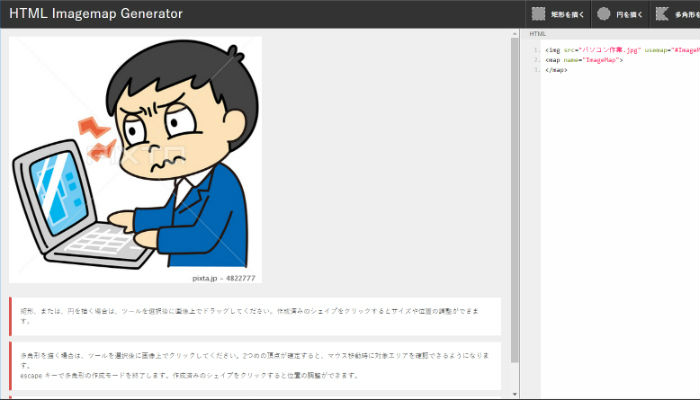 HTML Imagemap Generator
矩形を描く
円を描く
多角形を
HTML
1. <img src="パソコン作業.jpg" usemap="#ImageM
2. <map name="ImageMap">
3. </map>
PIXTA
pixta.jp - 4822777
矩形、または、円を描く場合は、ツールを選択後に画像上でドラッグしてください。作成済みのシェイプをクリックするとサイズや位置の調整ができま
す。
多角形を描く場合は、ツールを選択後に画像上でクリックしてください。2つめの頂点が確定すると、マウス移動時に対象エリアを確認できるようになりま
す。
escape キーで多角形の作成モードを終了します。作成済みのシェイプをクリックすると位置の調整ができます。